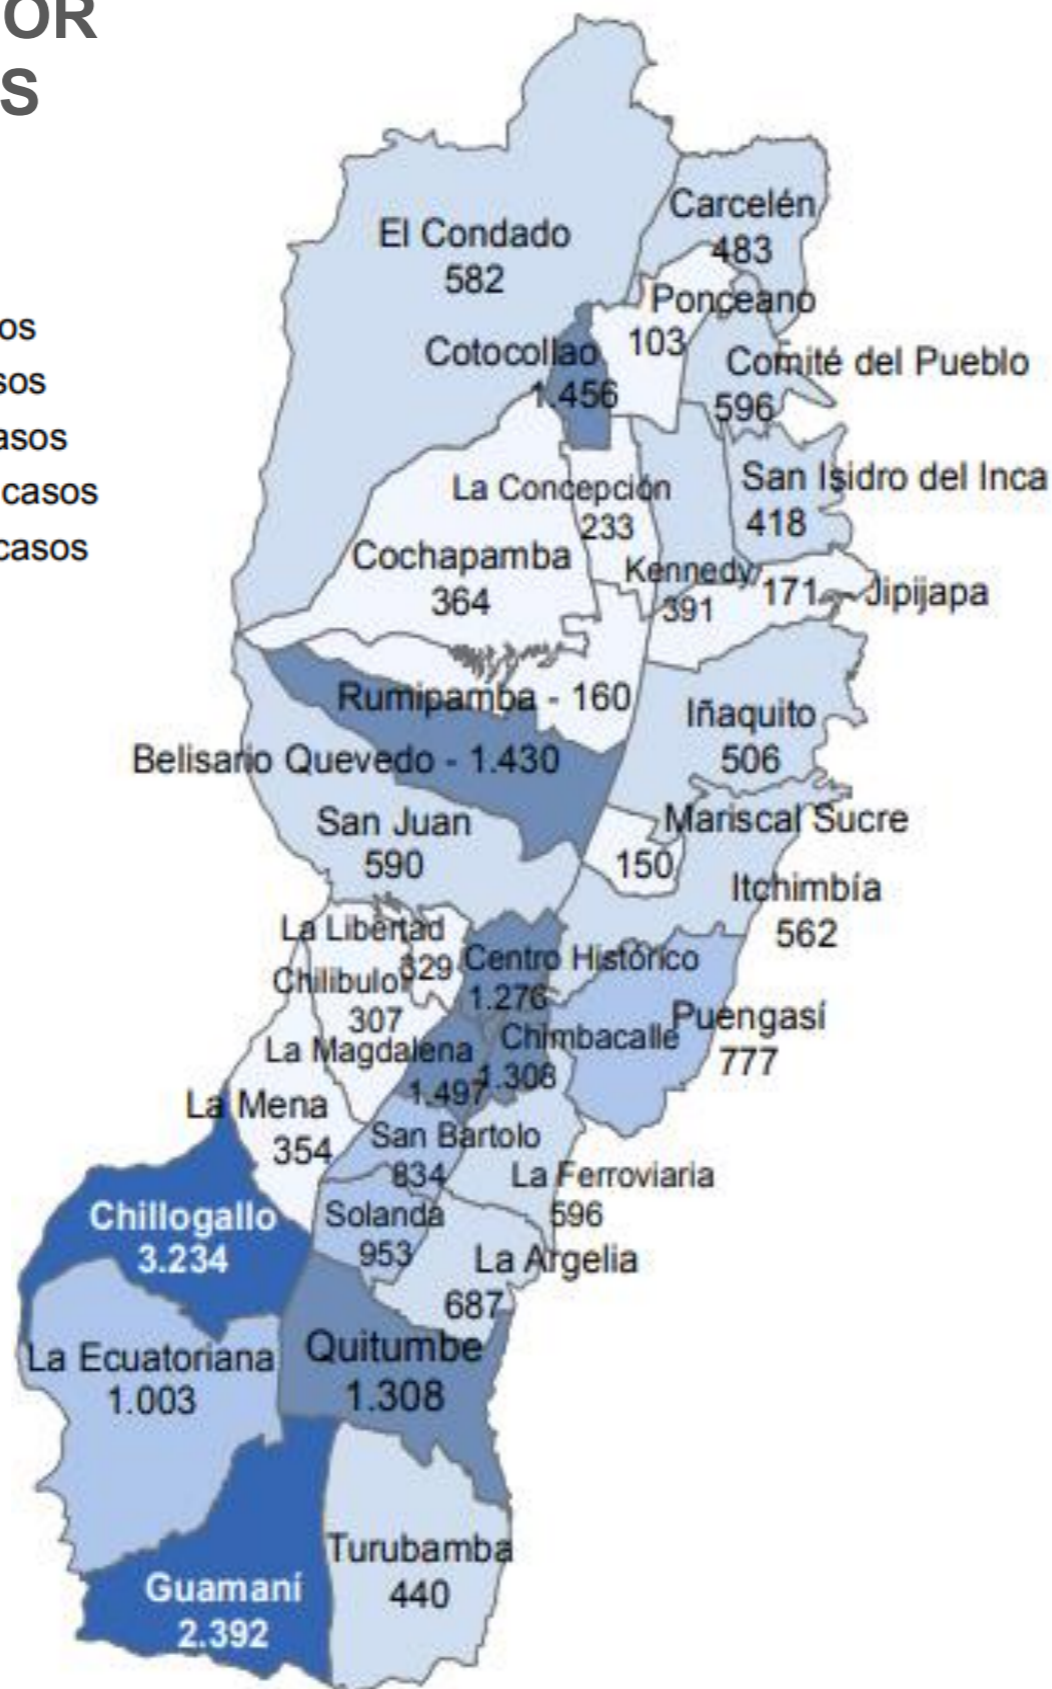 OR
S
os
sos
asos
casos
casos
Carcelén
483
El Condado
582
Ponceano
103
Cotocollao
1.456
Comité del Pueblo
596
La Concepción
233
San Isidro del Inca
418
Cochapamba
364
Kennedy
391
171
Jipijapa
Rumipamba - 160
Iñaquito
506
Belisario Quevedo - 1.430
San Juan
590
Mariscal Sucre
150
Itchimbía
562
La Libertad
329
Centro Histórico
1.276
Chilibulo
307
Puengasí
777
Chimbacalle
1.308
La Magdalena
1.497
La Mena
354
San Bartolo
834
La Ferroviaria
596
Chillogallo
3.234
Solanda
953
La Argelia
687
La Ecuatoriana
1.003
Quitumbe
1.308
Turubamba
440
Guamaní
2.392